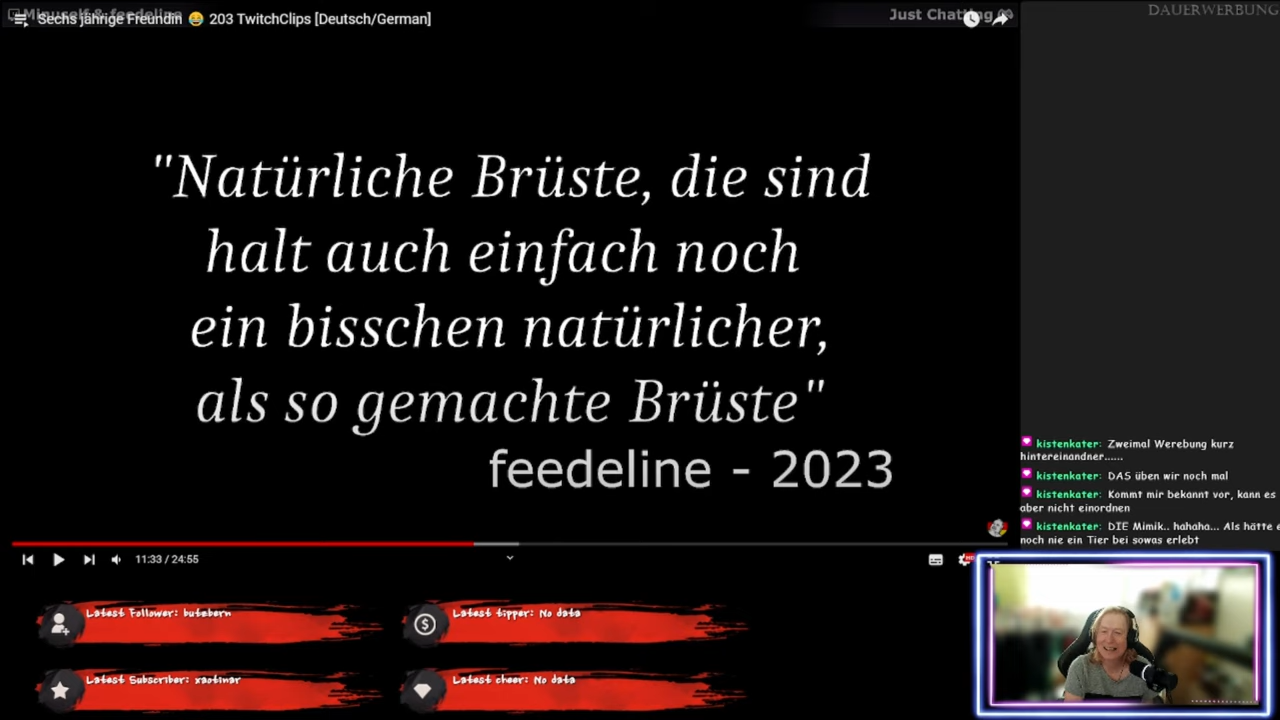 Minuself & feedeline
Sechs jährige Freundin 😂 203 TwitchClips [Deutsch/German]
Just Chatting
DAUERWERBUNG
"Natürliche Brüste, die sind
halt auch einfach noch
ein bisschen natürlicher,
als so gemachte Brüste"
feedeline - 2023
kistenkater: Zweimal Werebung kurz
hintereinandner......
kistenkater: DAS üben wir noch mal
kistenkater: Kommt mir bekannt vor, kann es
aber nicht einordnen
kistenkater: DIE Mimik.. hahaha... Als hätte e
noch nie ein Tier bei sowas erlebt
11:33 / 24:55
Latest Follower: butzbern
Latest tipper: No data
Latest Subscriber: xaotinar
Latest cheer: No data